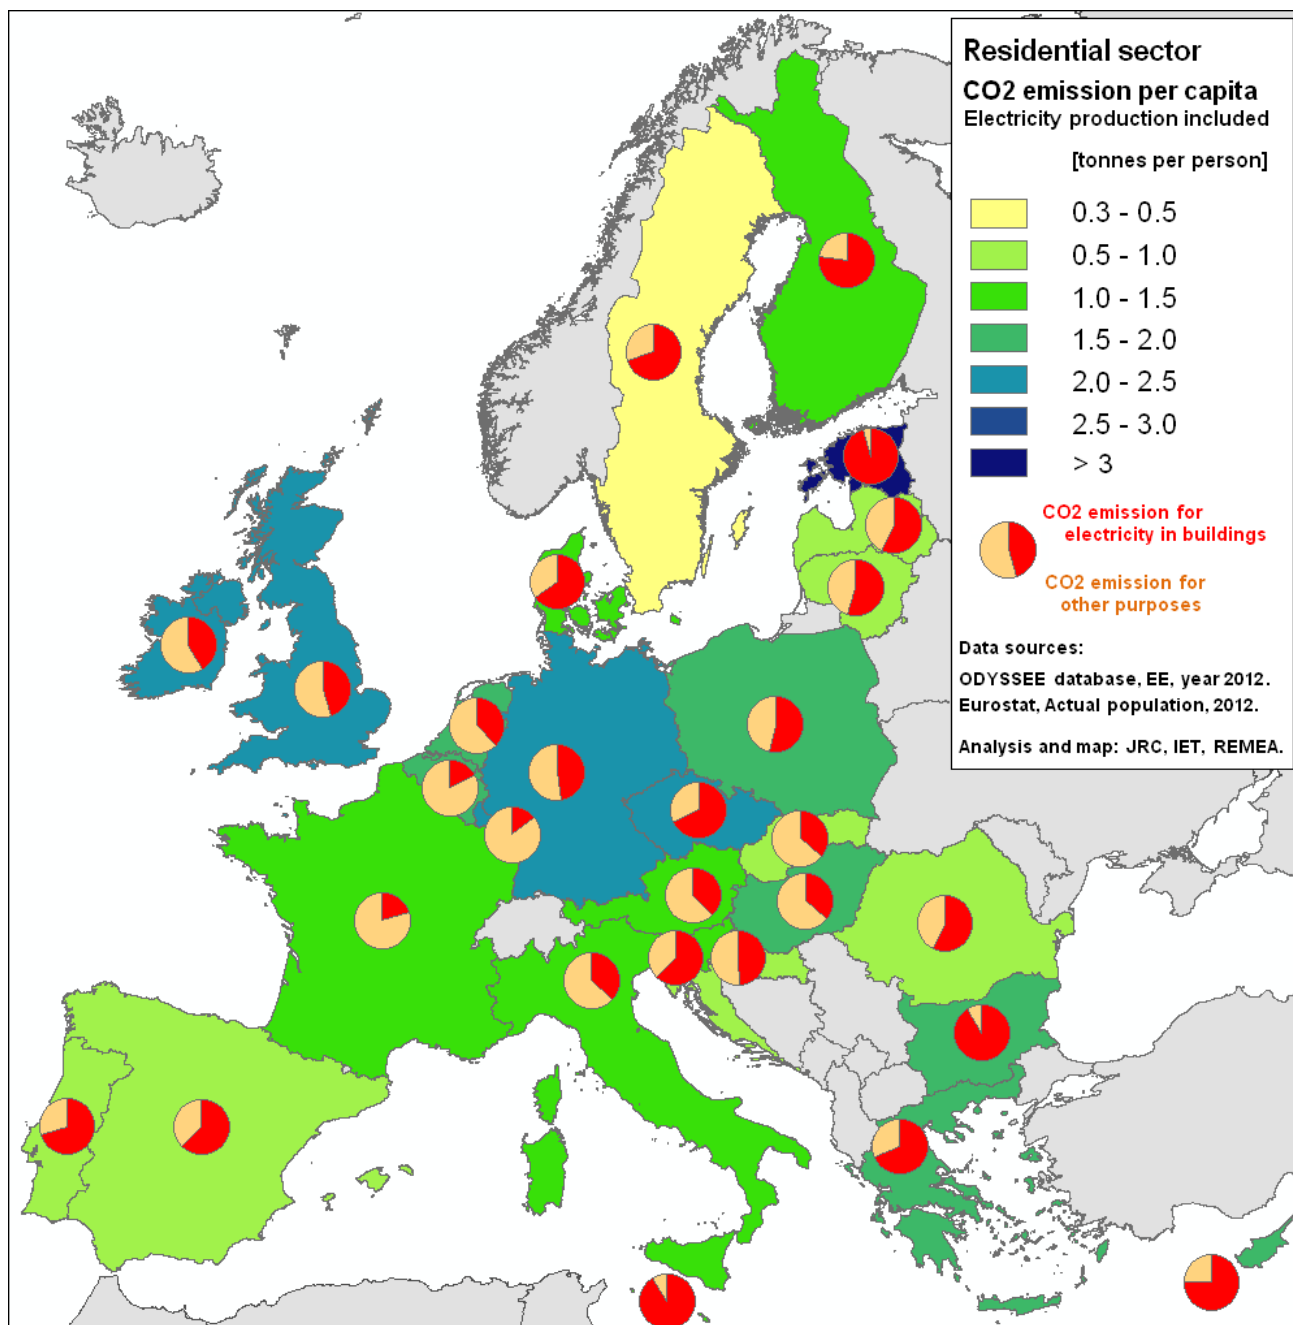 Residential sector
CO2 emission per capita
Electricity production included
[tonnes per person]
0.3 - 0.5
0.5 - 1.0
1.0 - 1.5
1.5 - 2.0
2.0 - 2.5
2.5 - 3.0
> 3
CO2 emission for
electricity in buildings
CO2 emission for
other purposes
Data sources:
ODYSSEE database, EE, year 2012.
Eurostat, Actual population, 2012.
Analysis and map: JRC, IET, REMEA.